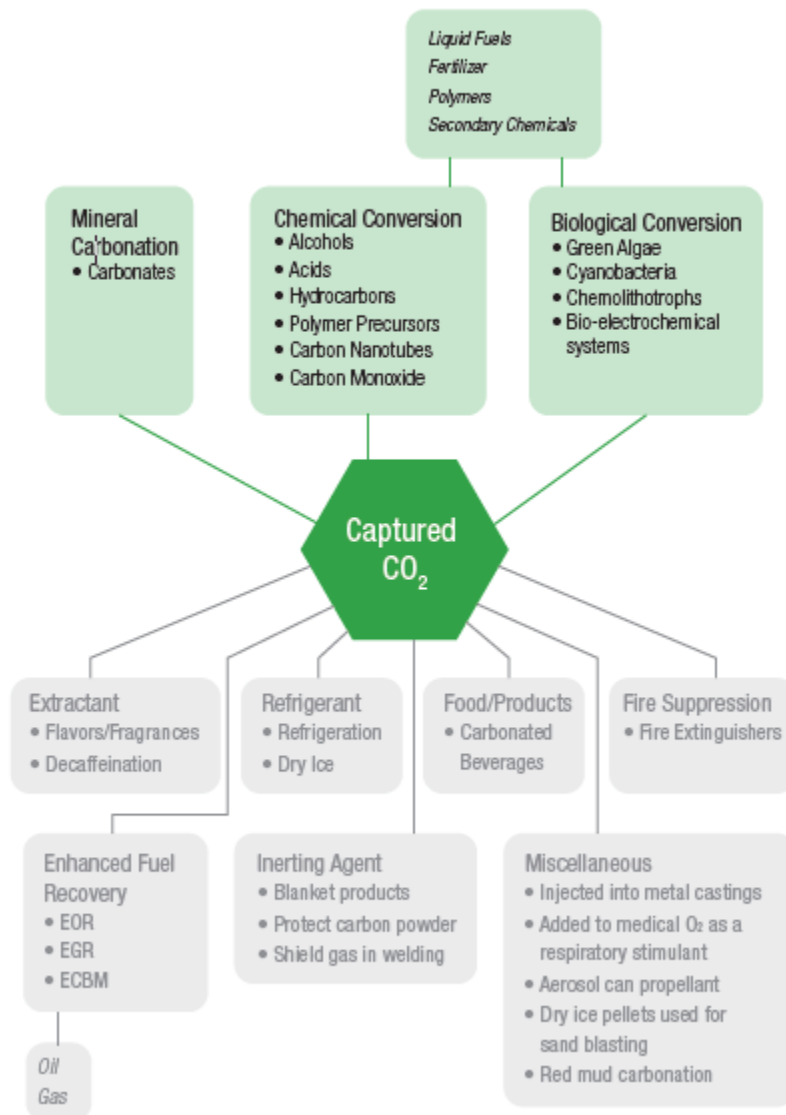 Liquid Fuels
Fertilizer
Polymers
Secondary Chemicals
Mineral
Carbonation
• Carbonates
Chemical Conversion
• Alcohols
• Acids
• Hydrocarbons
• Polymer Precursors
• Carbon Nanotubes
• Carbon Monoxide
Biological Conversion
• Green Algae
• Cyanobacteria
• Chemolithotrophs
• Bio-electrochemical
systems
Captured
CO₂
Extractant
• Flavors/Fragrances
• Decaffeination
Refrigerant
• Refrigeration
• Dry Ice
Food/Products
• Carbonated
Beverages
Fire Suppression
• Fire Extinguishers
Enhanced Fuel
Recovery
• EOR
• EGR
• ECBM
Inerting Agent
• Blanket products
• Protect carbon powder
• Shield gas in welding
Miscellaneous
• Injected into metal castings
• Added to medical O₂ as a
respiratory stimulant
• Aerosol can propellant
• Dry ice pellets used for
sand blasting
• Red mud carbonation
Oil
Gas